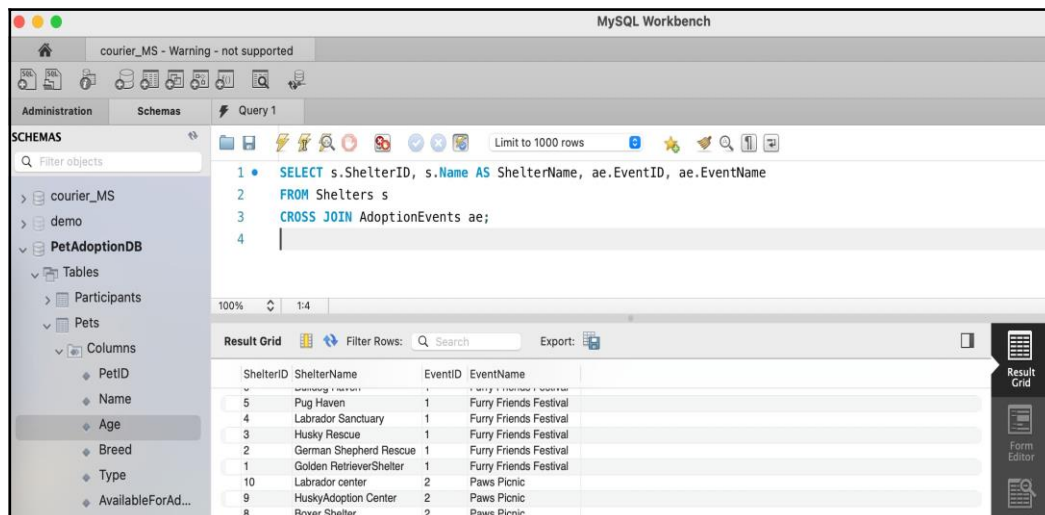 MySQL Workbench
courier_MS - Warning - not supported
Administration Schemas Query 1
SCHEMAS
Filter objects
Limit to 1000 rows
1 SELECT s.ShelterID, s.Name AS ShelterName, ae.EventID, ae.EventName
2 FROM Shelters s
3 CROSS JOIN AdoptionEvents ae;
4
courier_MS
demo
PetAdoptionDB
Tables
Participants
Pets
Columns
PetID
Name
Age
Breed
Type
AvailableForAd...
100% 1:4
Result Grid Filter Rows: Search Export:
ShelterID ShelterName EventID EventName
5 Pug Haven 1 Furry Friends Festival
4 Labrador Sanctuary 1 Furry Friends Festival
3 Husky Rescue 1 Furry Friends Festival
2 German Shepherd Rescue 1 Furry Friends Festival
1 Golden RetrieverShelter 1 Furry Friends Festival
10 Labrador center 2 Paws Picnic
9 HuskyAdoption Center 2 Paws Picnic
8 Boxer Shelter 2 Paws Picnic
Result
Grid
Form
Editor